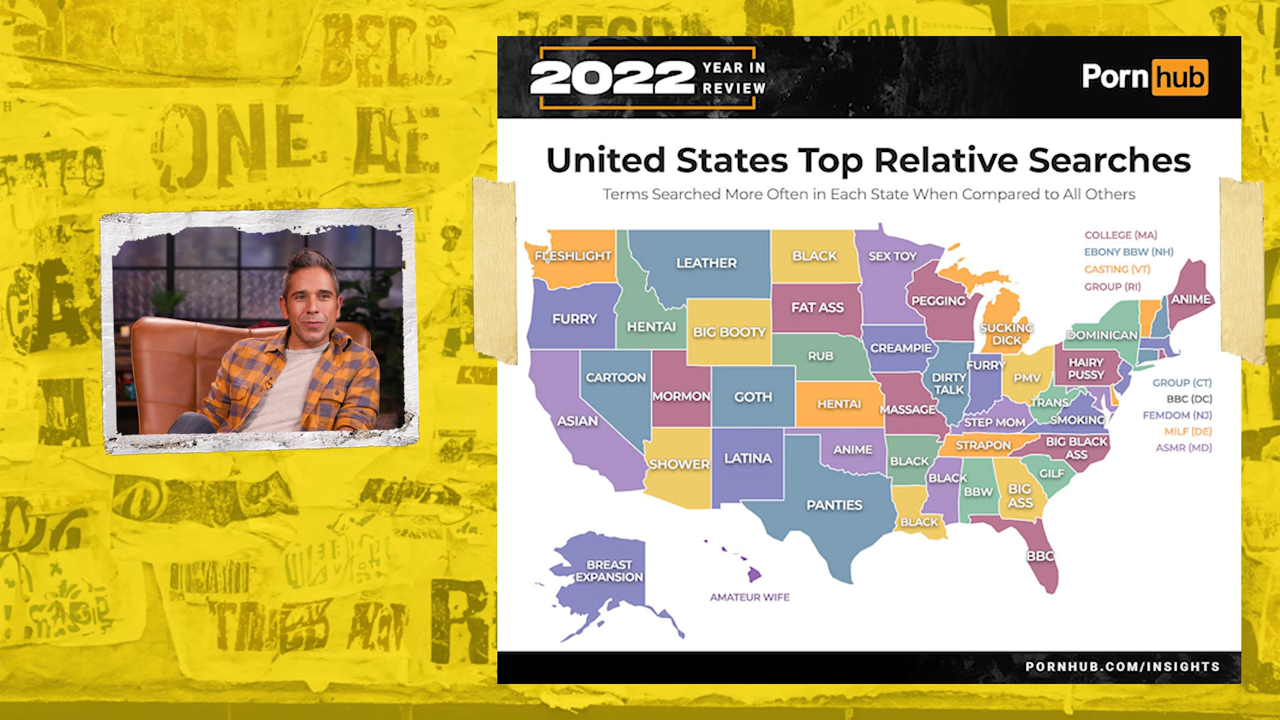 2022 YEAR IN
REVIEW
Pornhub
United States Top Relative Searches
Terms Searched More Often in Each State When Compared to All Others
COLLEGE (MA)
EBONY BBW (NH)
CASTING (VT)
GROUP (RI)
FLESHLIGHT
LEATHER
BLACK
SEX TOY
ANIME
PEGGING
FAT ASS
FURRY
HENTAI
BIG BOOTY
SUCKING
DICK
DOMINICAN
RUB
CREAMPIE
FURRY
HAIRY
PUSSY
CARTOON
DIRTY
TALK
PMV
GROUP (CT)
MORMON
GOTH
HENTAI
MASSAGE
TRANS
BBC (DC)
ASIAN
STEP MOM
SMOKING
FEMDOM (NJ)
MILF (DE)
STRAPON
BIG BLACK
ASS
ASMR (MD)
SHOWER
LATINA
ANIME
BLACK
BLACK
BBW
BIG
ASS
GILF
PANTIES
BLACK
BBC
BREAST
EXPANSION
AMATEUR WIFE
PORNHUB.COM/INSIGHTS
ONE